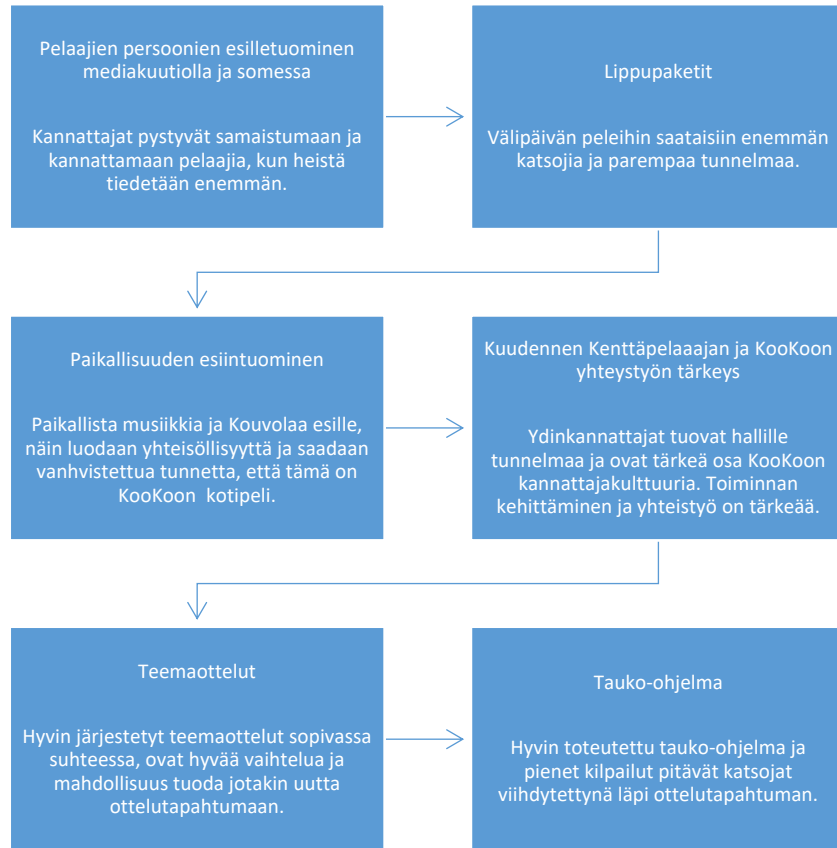 Pelaajien persoonien esilletuominen
mediakuutiolla ja somessa
Kannattajat pystyvät samaistumaan ja
kannattamaan pelaajia, kun heistä
tiedetään enemmän.
Lippupaketit
Välipäivän peleihin saataisiin enemmän
katsojia ja parempaa tunnelmaa.
Paikallisuuden esiintuominen
Paikallista musiikkia ja Kouvolaa esille,
näin luodaan yhteisöllisyyttä ja saadaan
vanhvistettua tunnetta, että tämä on
KooKoon kotipeli.
Kuudennen Kenttäpelaaajan ja KooKoon
yhteystyön tärkeys
Ydinkannattajat tuovat hallille
tunnelmaa ja ovat tärkeä osa KooKoon
kannattajakulttuuria. Toiminnan
kehittäminen ja yhteistyö on tärkeää.
Teemaottelut
Hyvin järjestetyt teemaottelut sopivassa
suhteessa, ovat hyvää vaihtelua ja
mahdollisuus tuoda jotakin uutta
ottelutapahtumaan.
Tauko-ohjelma
Hyvin toteutettu tauko-ohjelma ja
pienet kilpailut pitävät katsojat
viihdytettynä läpi ottelutapahtuman.